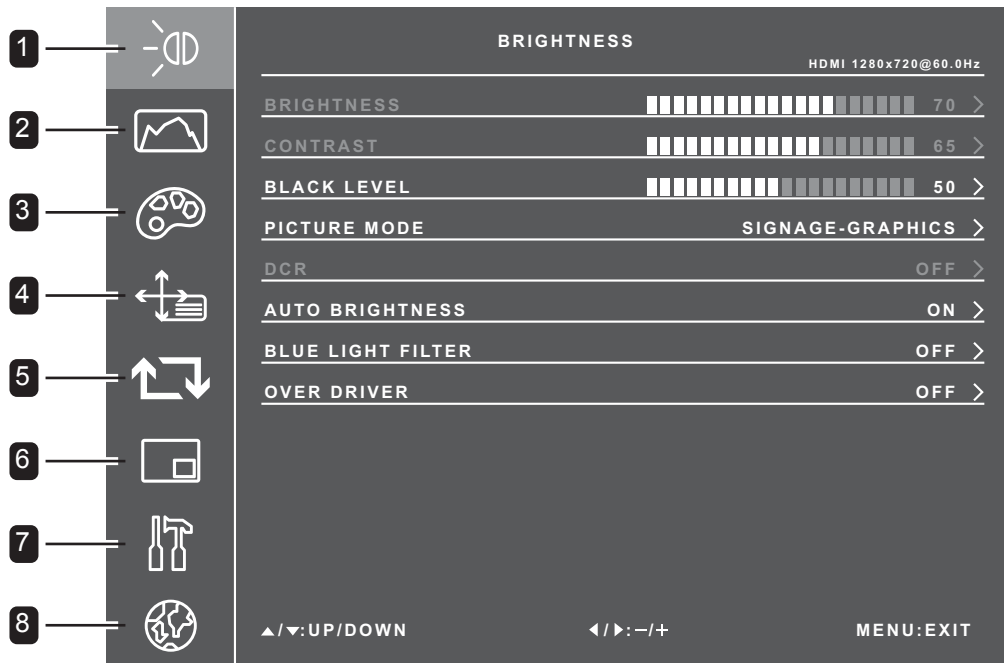 1
2
3
4
5
6
7
8
BRIGHTNESS
HDMI 1280x720@60.0Hz
BRIGHTNESS 70 >
CONTRAST 65 >
BLACK LEVEL 50 >
PICTURE MODE SIGNAGE-GRAPHICS >
DCR OFF >
AUTO BRIGHTNESS ON >
BLUE LIGHT FILTER OFF >
OVER DRIVER OFF >
▲/▼:UP/DOWN ◀/▶:−/+ MENU:EXIT